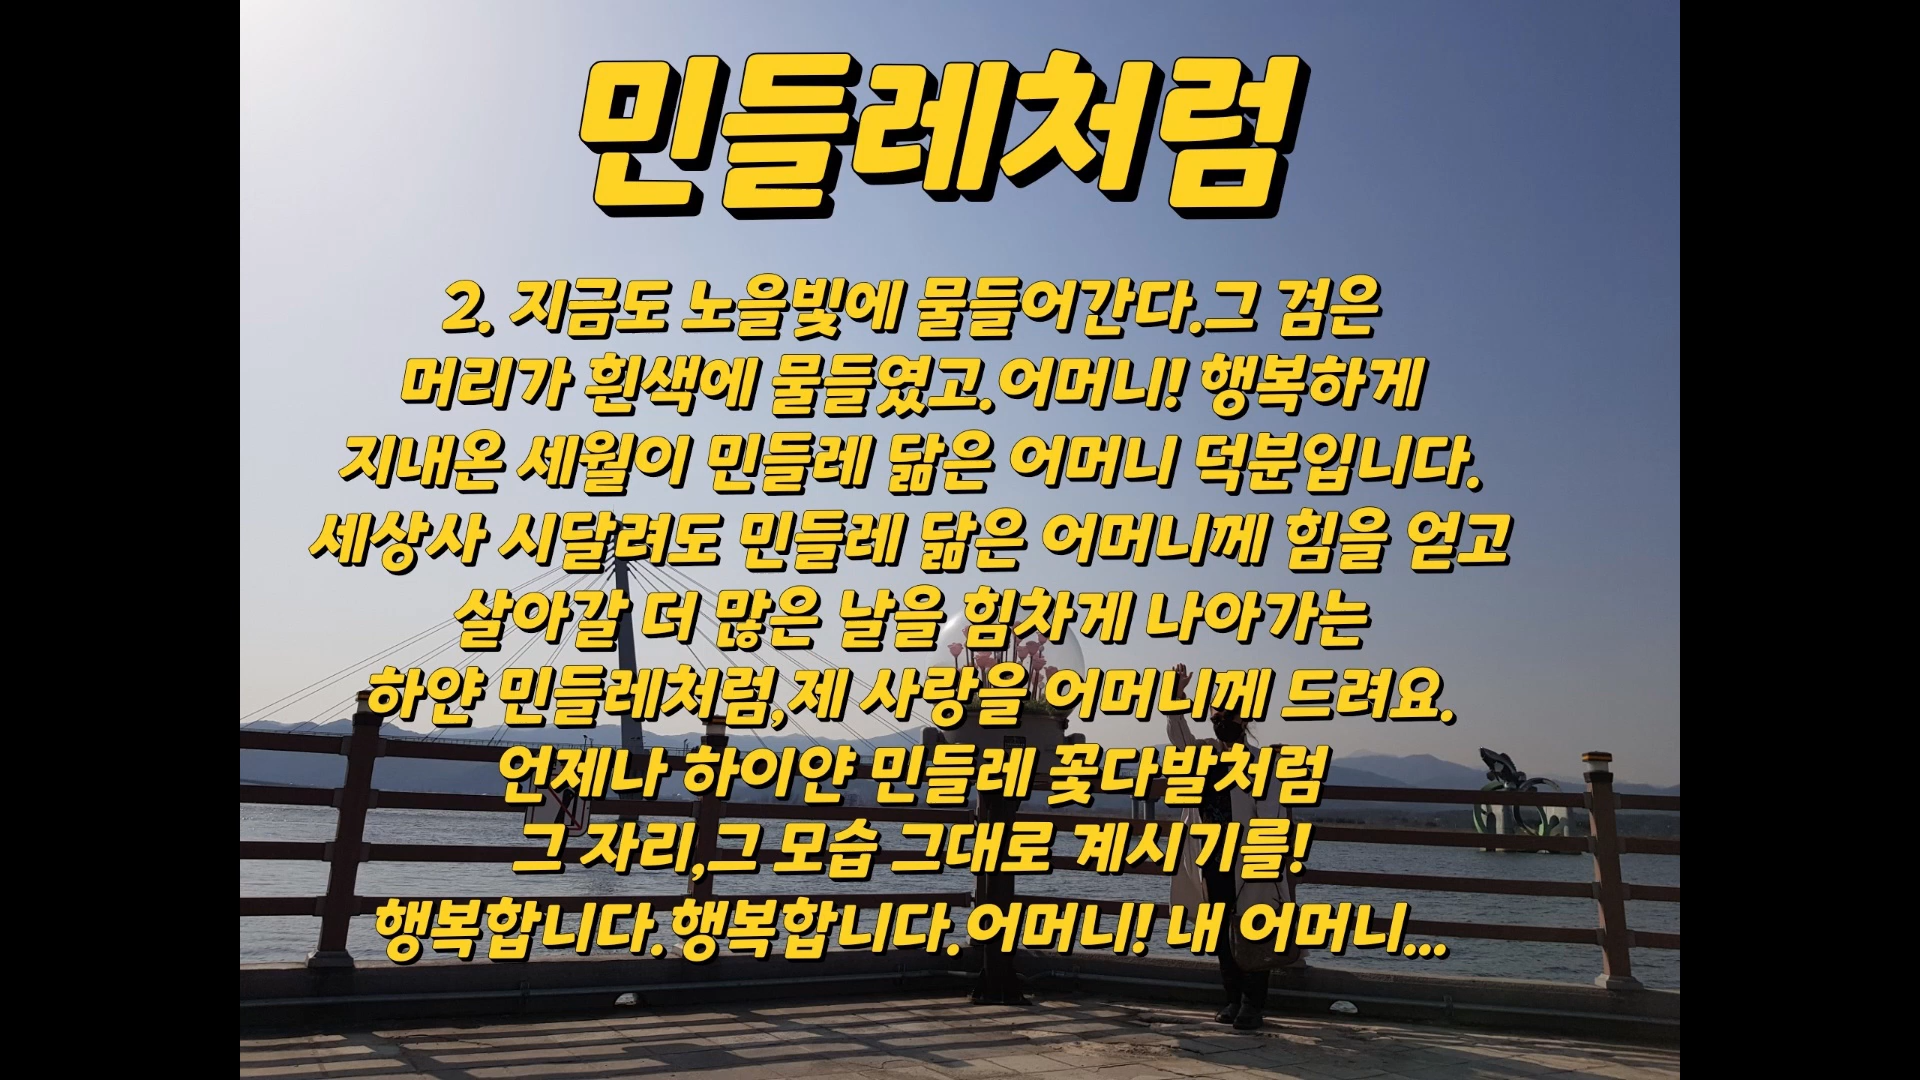 민들레처럼
2. 지금도 노을빛에 물들어간다.그 검은
머리가 흰색에 물들였고.어머니! 행복하게
지내온 세월이 민들레 닮은 어머니 덕분입니다.
세상사 시달려도 민들레 닮은 어머니께 힘을 얻고
살아갈 더 많은 날을 힘차게 나아가는
하얀 민들레처럼,제 사랑을 어머니께 드려요.
언제나 하이얀 민들레 꽃다발처럼
그 자리,그 모습 그대로 계시기를!
행복합니다.행복합니다.어머니! 내 어머니...